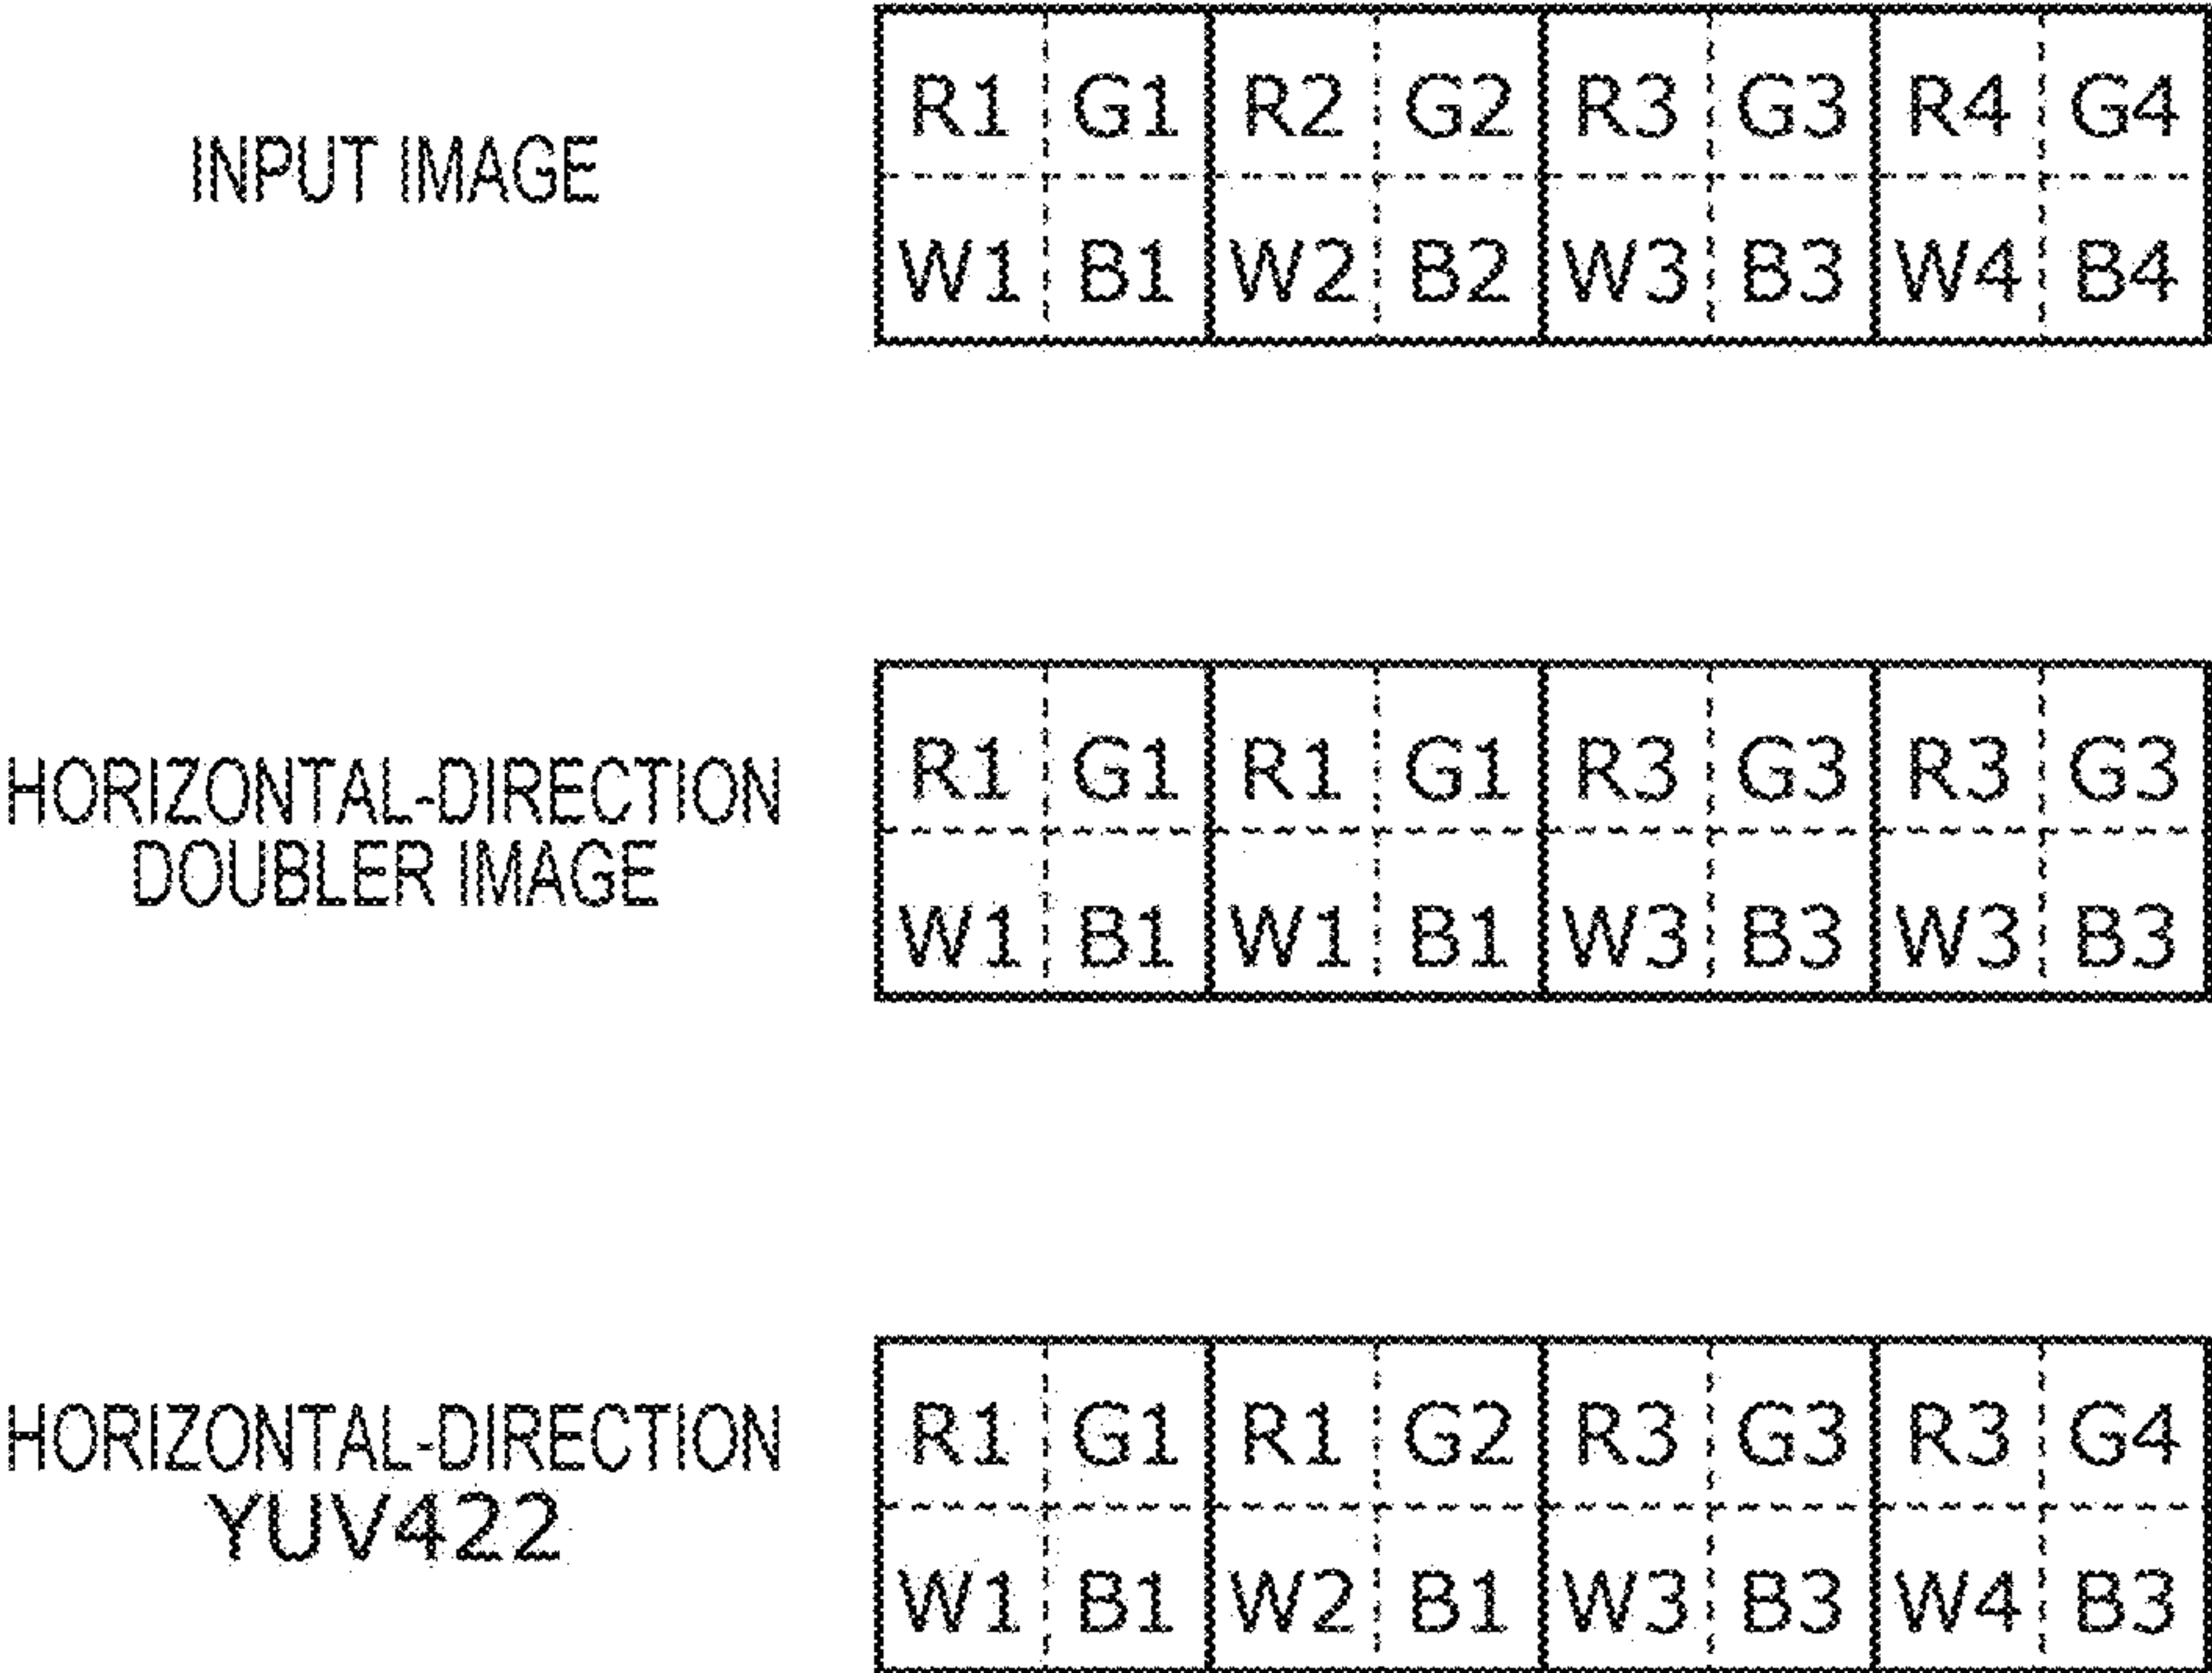 INPUT IMAGE
R1 G1 R2 G2 R3 G3 R4 G4
W1 B1 W2 B2 W3 B3 W4 B4
HORIZONTAL-DIRECTION
DOUBLER IMAGE
R1 G1 R1 G1 R3 G3 R3 G3
W1 B1 W1 B1 W3 B3 W3 B3
HORIZONTAL-DIRECTION
YUV422
R1 G1 R1 G2 R3 G3 R3 G4
W1 B1 W2 B1 W3 B3 W4 B3